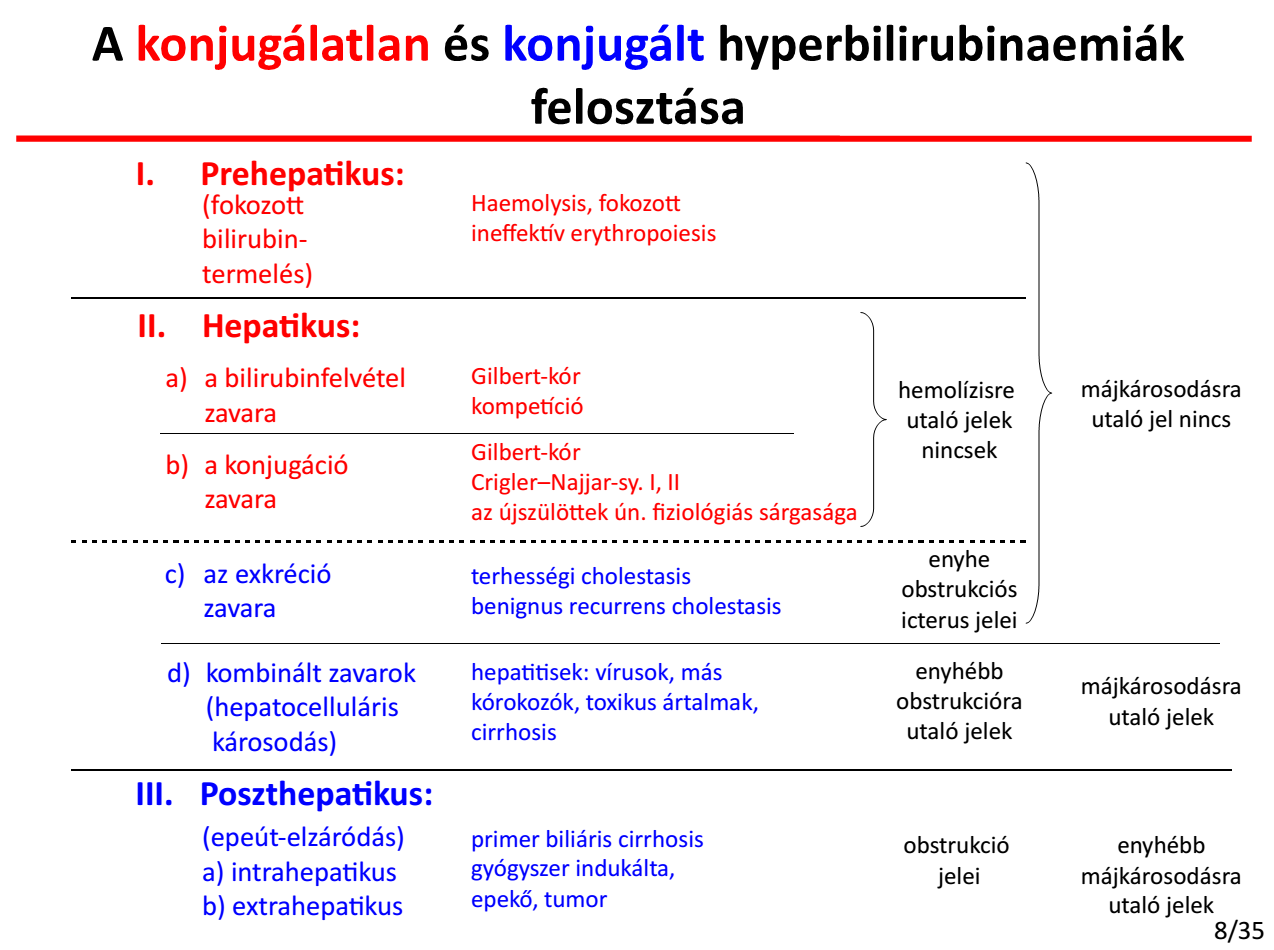 A konjugálatlan és konjugált hyperbilirubinaemiák
felosztása
I. Prehepatikus:
(fokozott
bilirubin-
termelés)
Haemolysis, fokozott
ineffektív erythropoiesis
II. Hepatikus:
a) a bilirubinfelvétel
zavara
Gilbert-kór
kompetíció
b) a konjugáció
zavara
Gilbert-kór
Crigler–Najjar-sy. I, II
az újszülöttek ún. fiziológiás sárgasága
hemolízisre
utaló jelek
nincsek
májkárosodásra
utaló jel nincs
c) az exkréció
zavara
terhességi cholestasis
benignus recurrens cholestasis
enyhe
obstrukciós
icterus jelei
d) kombinált zavarok
(hepatocelluláris
károsodás)
hepatitisek: vírusok, más
kórokozók, toxikus ártalmak,
cirrhosis
enyhébb
obstrukcióra
utaló jelek
májkárosodásra
utaló jelek
III. Poszthepatikus:
(epeút-elzáródás)
a) intrahepatikus
b) extrahepatikus
primer biliáris cirrhosis
gyógyszer indukálta,
epekő, tumor
obstrukció
jelei
enyhébb
májkárosodásra
utaló jelek
8/35